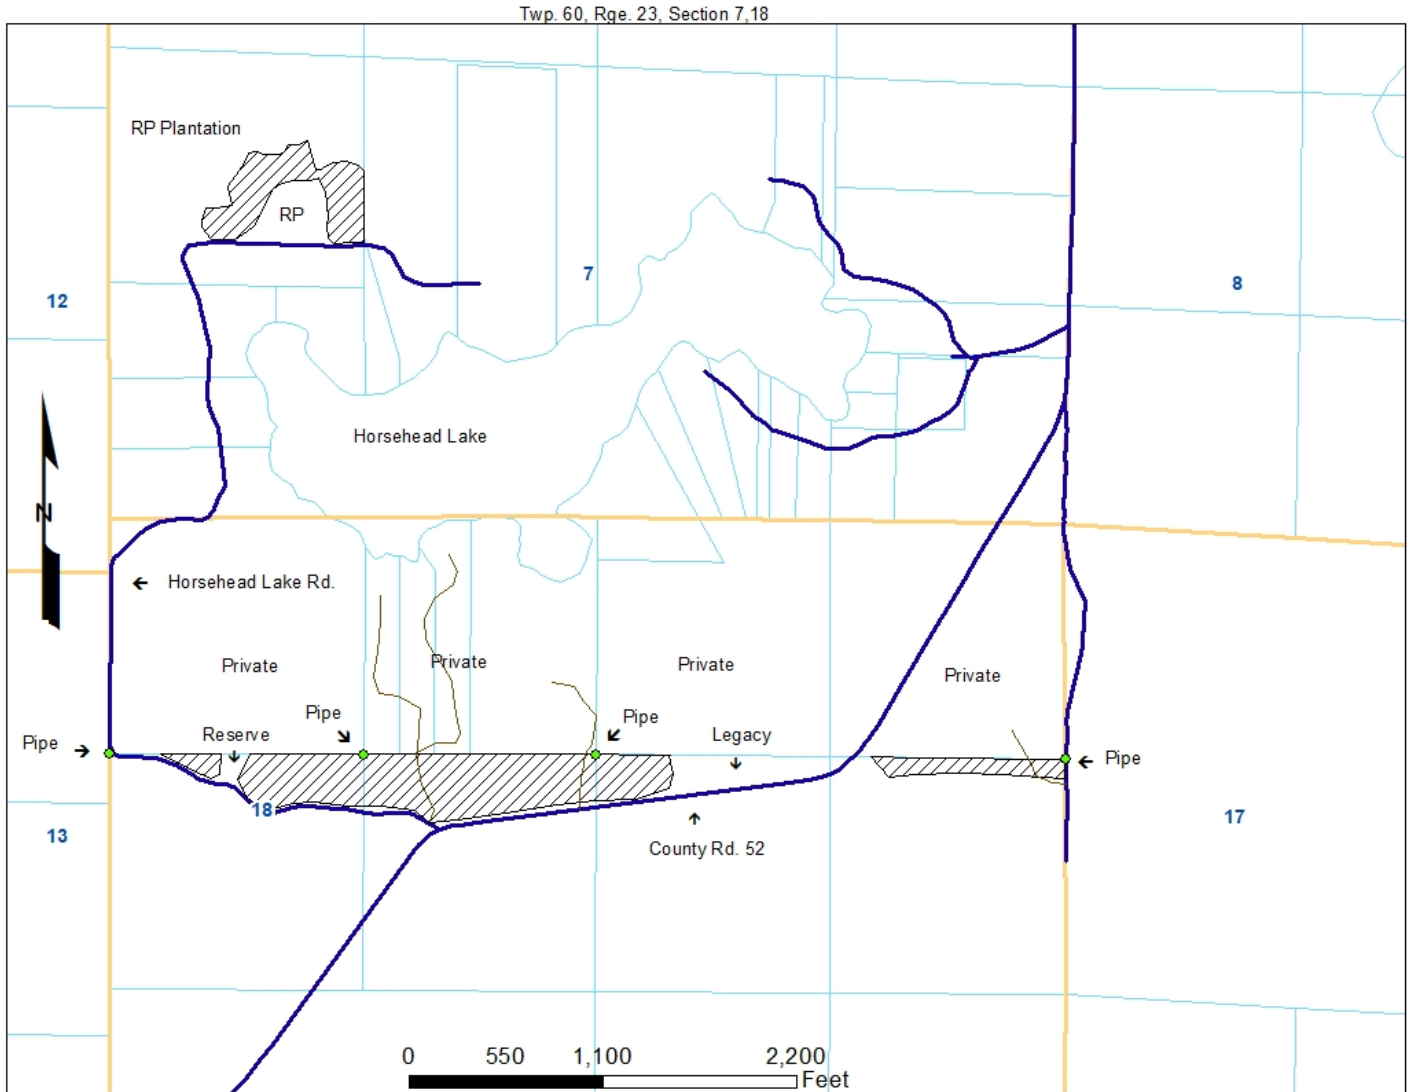 Twp. 60, Rge. 23, Section 7,18
RP Plantation
RP
7
8
12
Horsehead Lake
N
Horsehead Lake Rd.
Private
Private
Private
Private
Pipe
Pipe
Reserve
Legacy
Pipe
Pipe
18
13
17
County Rd. 52
0 550 1,100 2,200
Feet